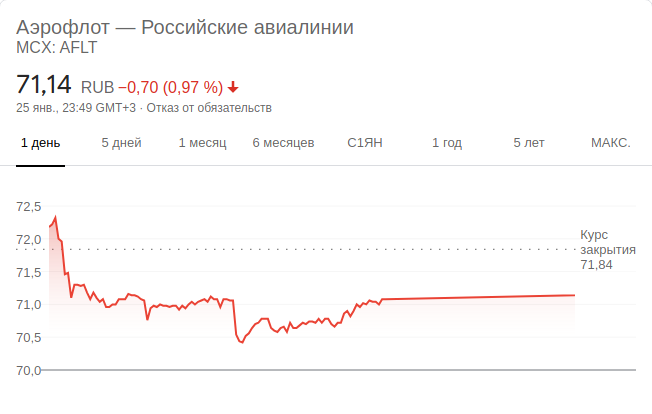 Аэрофлот — Российские авиалинии
MCX: AFLT
71,14 RUB −0,70 (0,97 %)
25 янв., 23:49 GMT+3 · Отказ от обязательств
1 день 5 дней 1 месяц 6 месяцев С1ЯН 1 год 5 лет МАКС.
72,5
72,0
71,5
71,0
70,5
70,0
Курс
закрытия
71,84